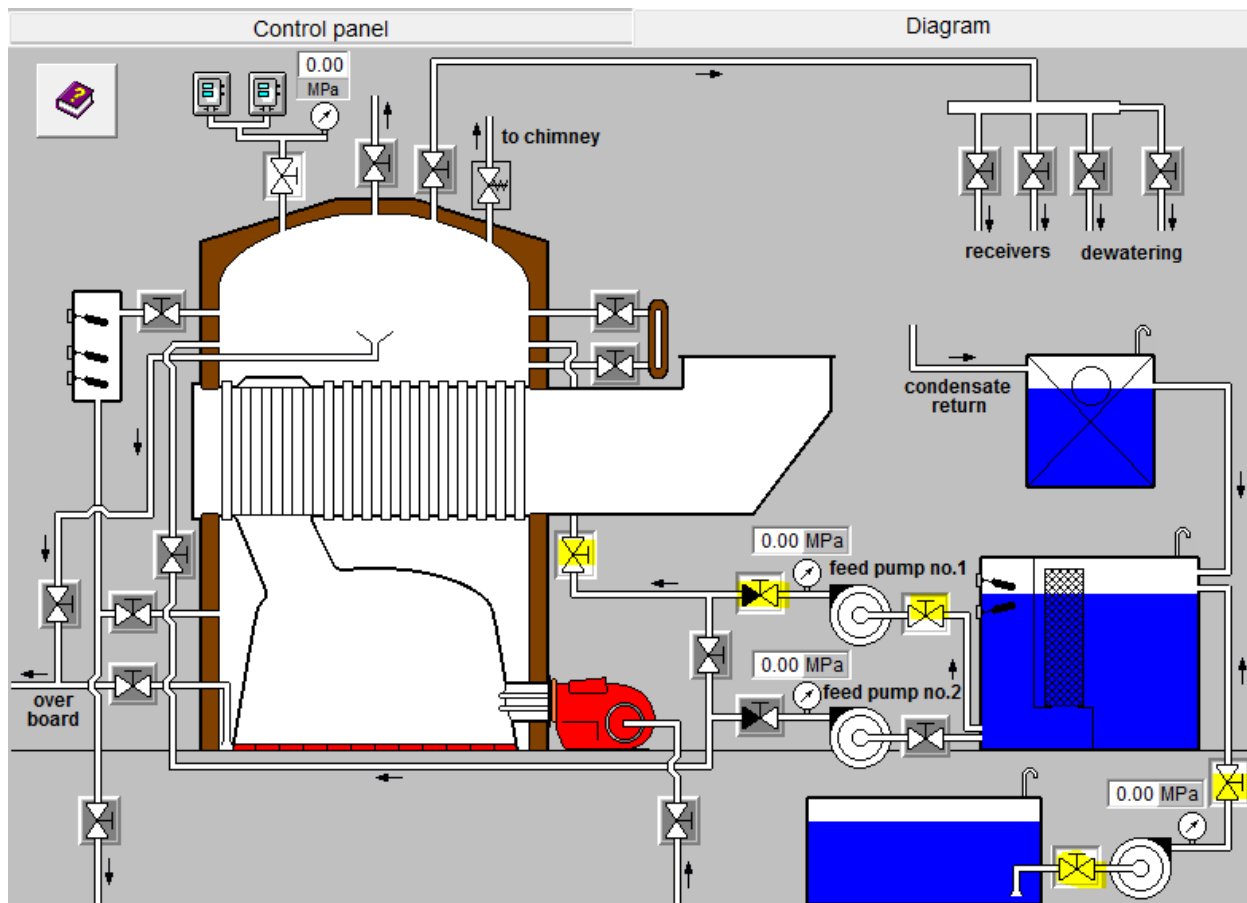 Control panel
Diagram
?
0.00
MPa
to chimney
receivers
dewatering
condensate
return
0.00 MPa
feed pump no.1
0.00 MPa
feed pump no.2
over
board
0.00 MPa